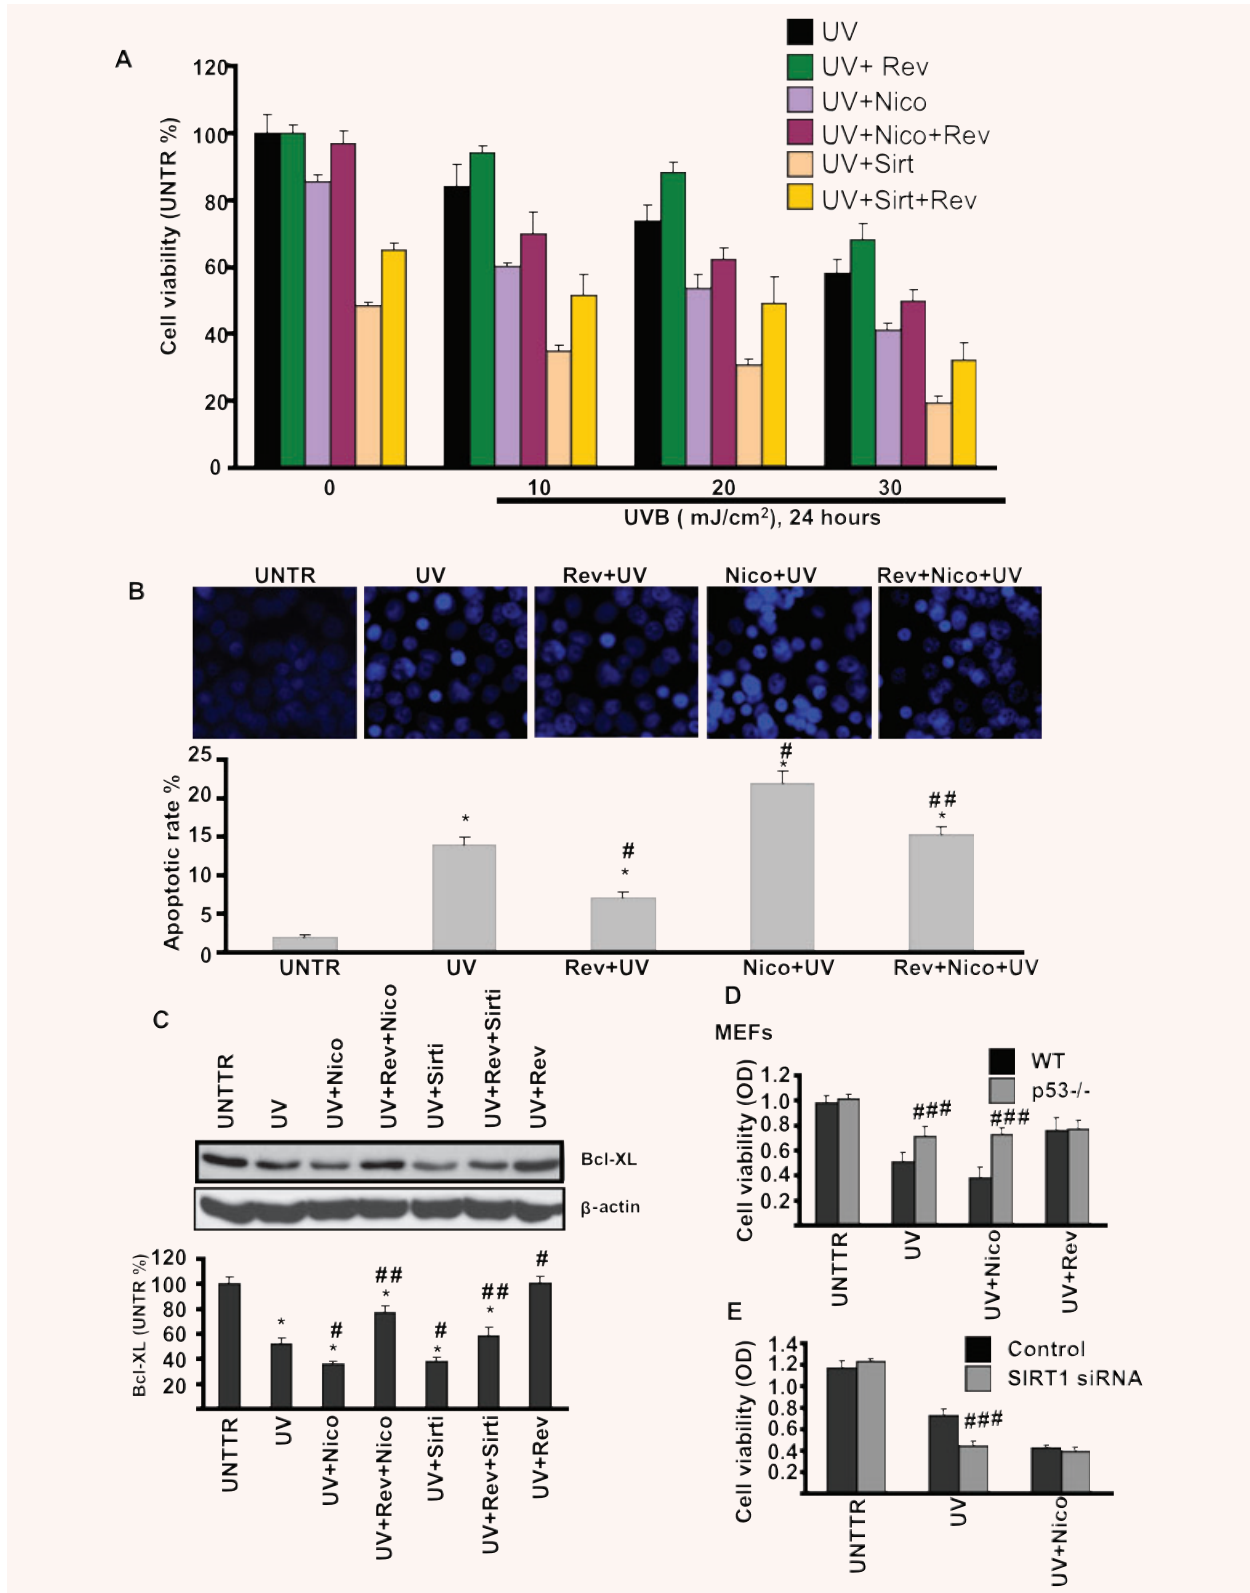 A
UV
UV+ Rev
UV+Nico
UV+Nico+Rev
UV+Sirt
UV+Sirt+Rev
Cell viability (UNTR %)
120
100
80
60
40
20
0
0 10 20 30
UVB ( mJ/cm²), 24 hours
B
UNTR UV Rev+UV Nico+UV Rev+Nico+UV
Apoptotic rate %
25
20
15
10
5
0
*
#
*
#
*
##
*
UNTR UV Rev+UV Nico+UV Rev+Nico+UV
C
UNTTR
UV
UV+Nico
UV+Rev+Nico
UV+Sirti
UV+Rev+Sirti
UV+Rev
Bcl-XL
β-actin
Bcl-XL (UNTR %)
120
100
80
60
40
20
*
#
*
##
*
#
*
##
*
#
UNTTR
UV
UV+Nico
UV+Rev+Nico
UV+Sirti
UV+Rev+Sirti
UV+Rev
D
MEFs
WT
p53-/-
Cell viability (OD)
1.2
1.0
0.8
0.6
0.4
0.2
###
###
UNTTR
UV
UV+Nico
UV+Rev
E
Control
SIRT1 siRNA
Cell viability (OD)
1.4
1.2
1.0
0.8
0.6
0.4
0.2
###
UNTTR
UV
UV+Nico